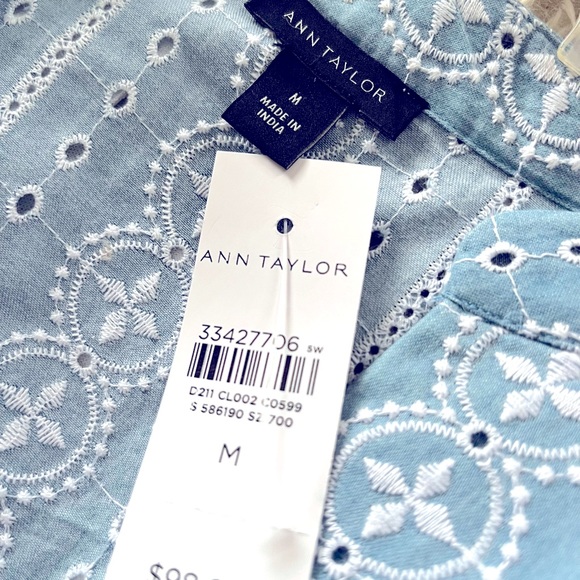 ANN TAYLOR
M
MADE IN
INDIA
ANN TAYLOR
33427706 SW
D211 CL002 C0599
S 586190 S2 700
M